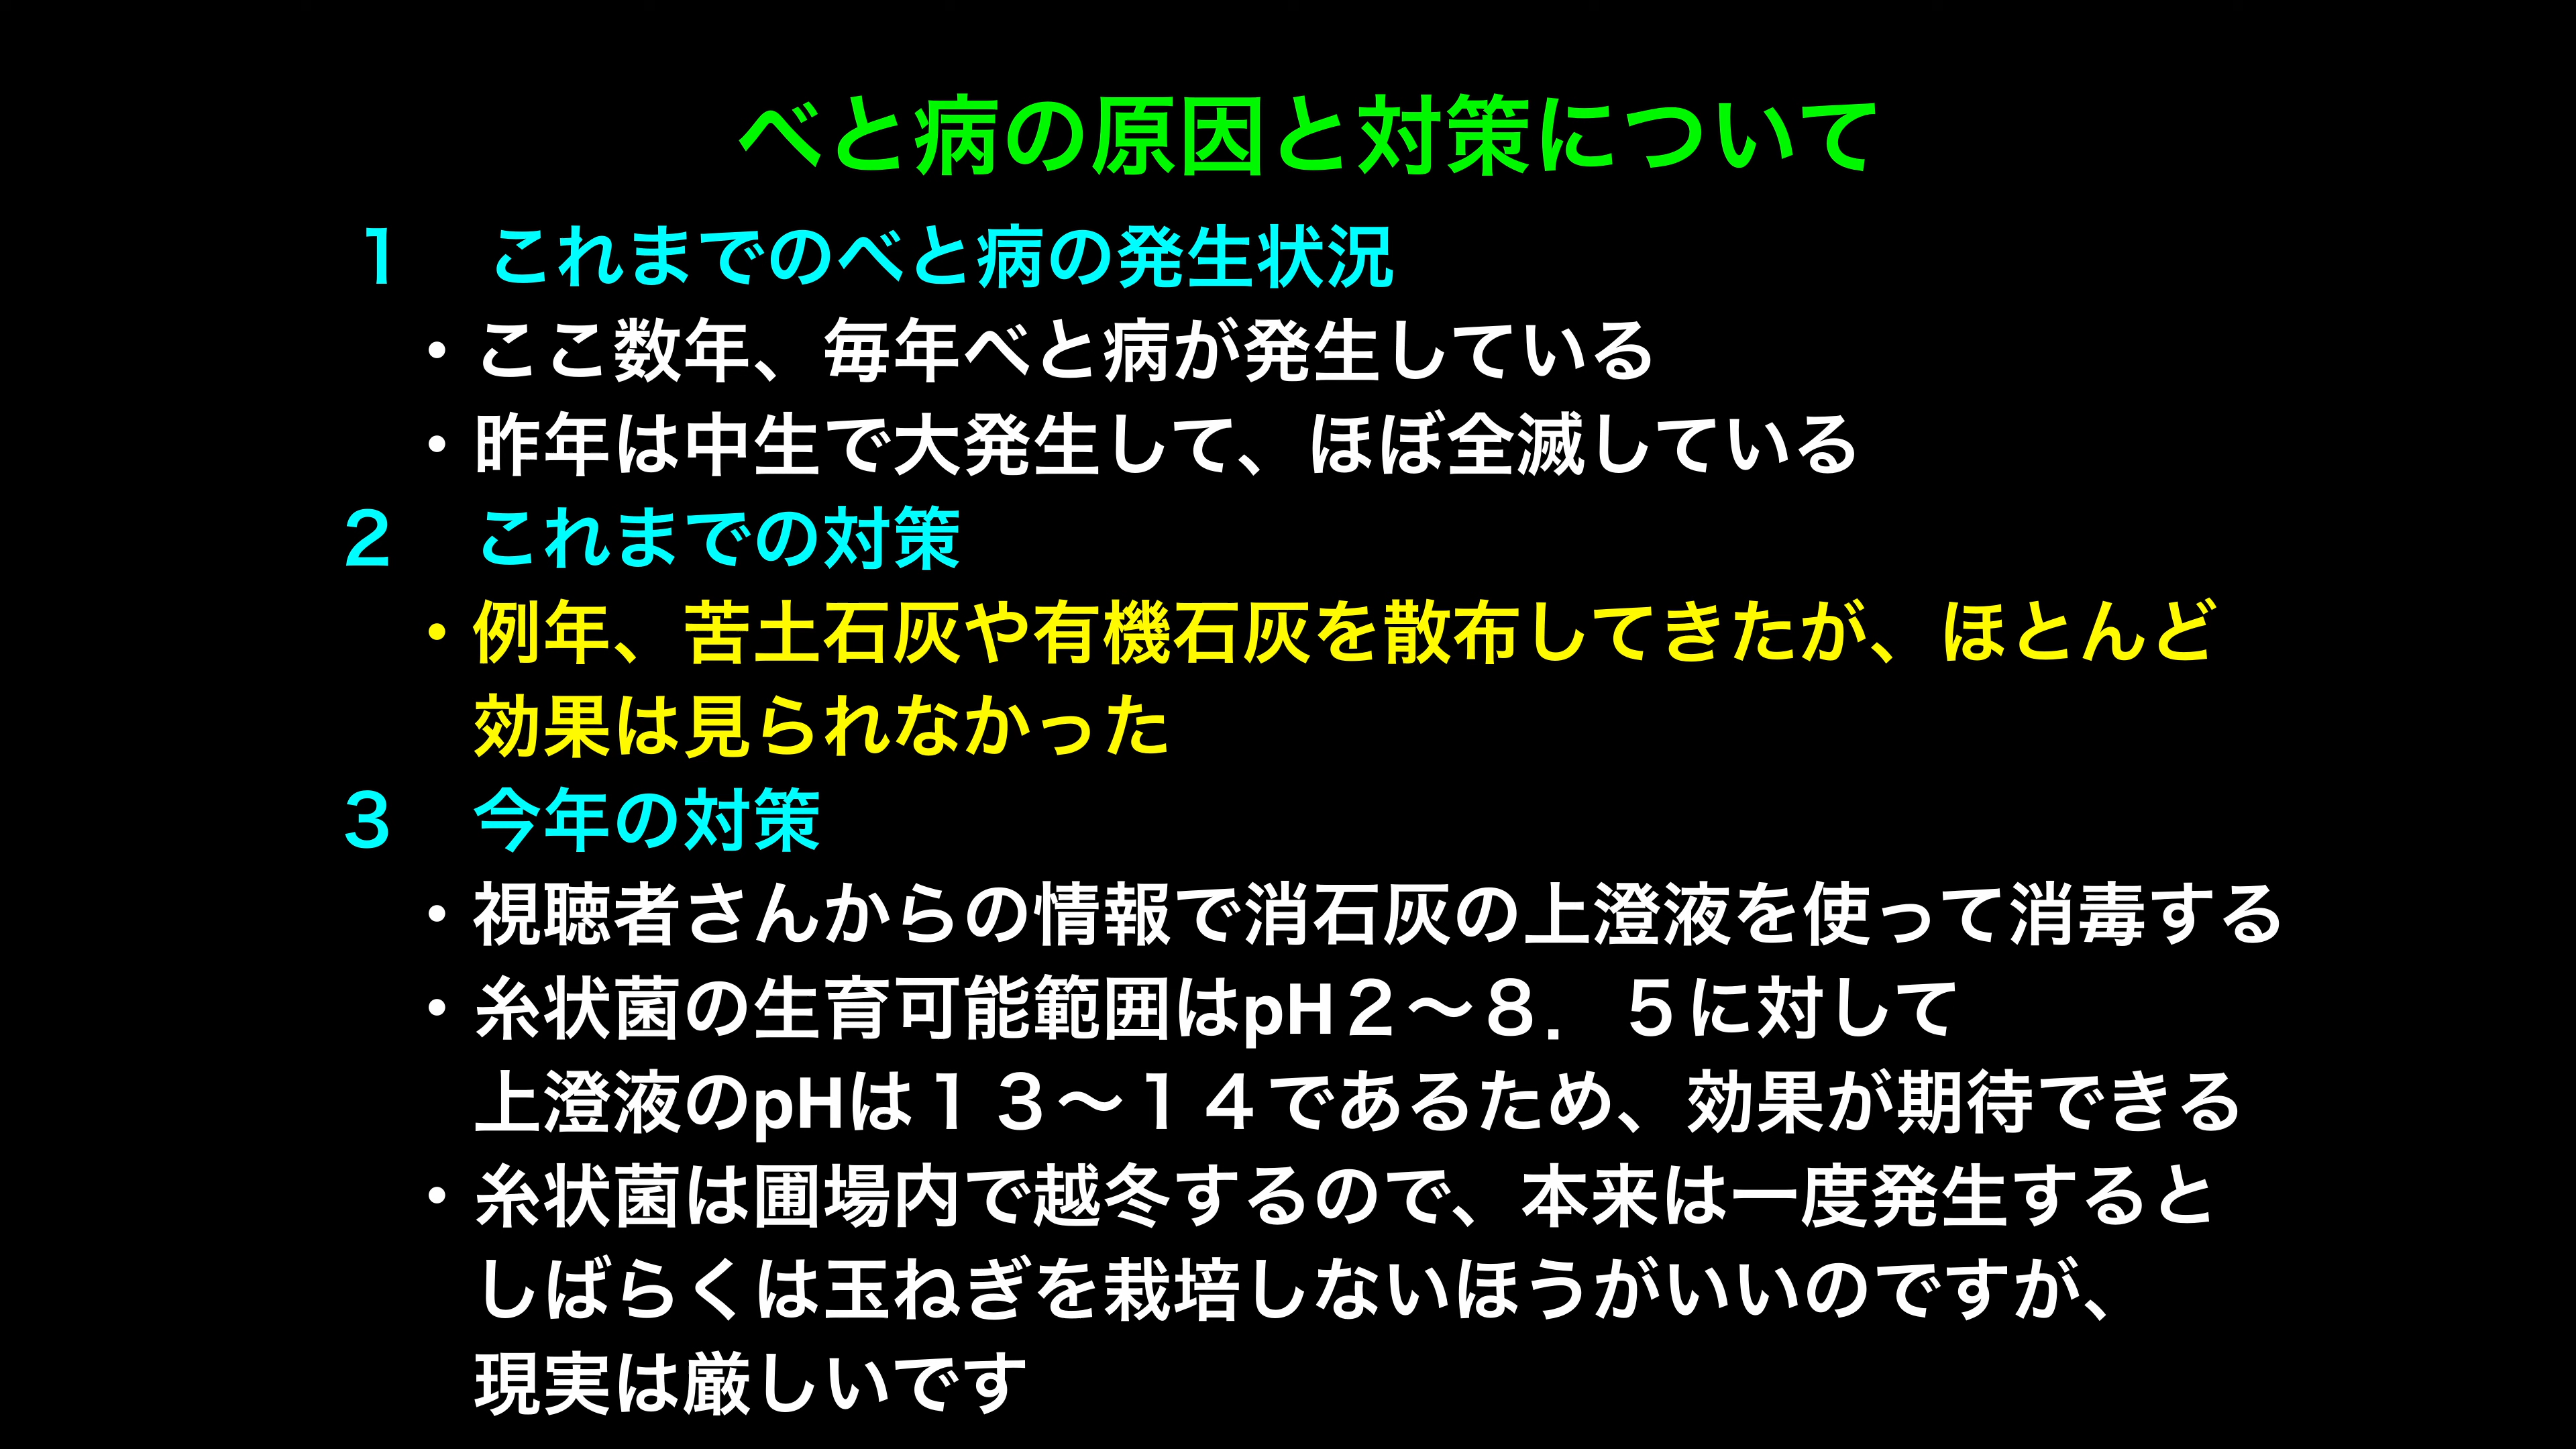 べと病の原因と対策について
１　これまでのべと病の発生状況
・ここ数年、毎年べと病が発生している
・昨年は中生で大発生して、ほぼ全滅している
２　これまでの対策
・例年、苦土石灰や有機石灰を散布してきたが、ほとんど
効果は見られなかった
３　今年の対策
・視聴者さんからの情報で消石灰の上澄液を使って消毒する
・糸状菌の生育可能範囲はpH２〜８．５に対して
上澄液のpHは１３〜１４であるため、効果が期待できる
・糸状菌は圃場内で越冬するので、本来は一度発生すると
しばらくは玉ねぎを栽培しないほうがいいのですが、
現実は厳しいです